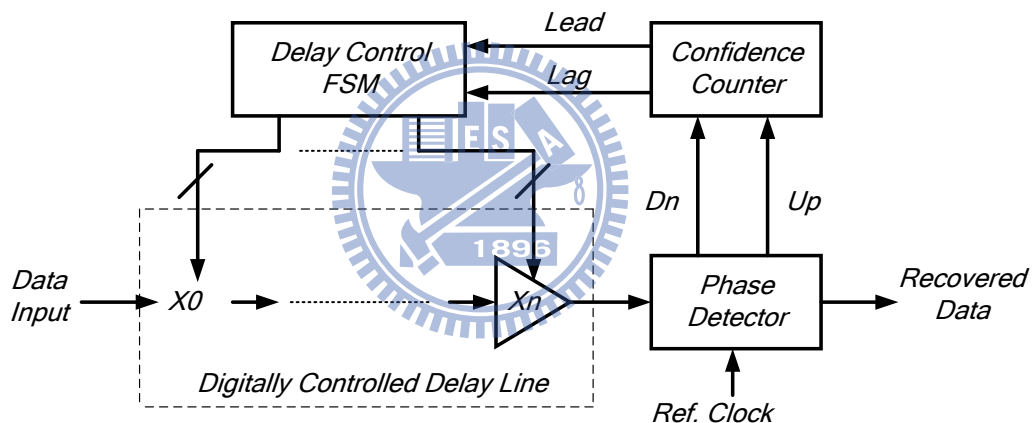 Lead
Delay Control
FSM
Confidence
Counter
Lag
E S A
Dn
Up
1896
Data
Input
X0
Xn
Phase
Detector
Recovered
Data
Digitally Controlled Delay Line
Ref. Clock